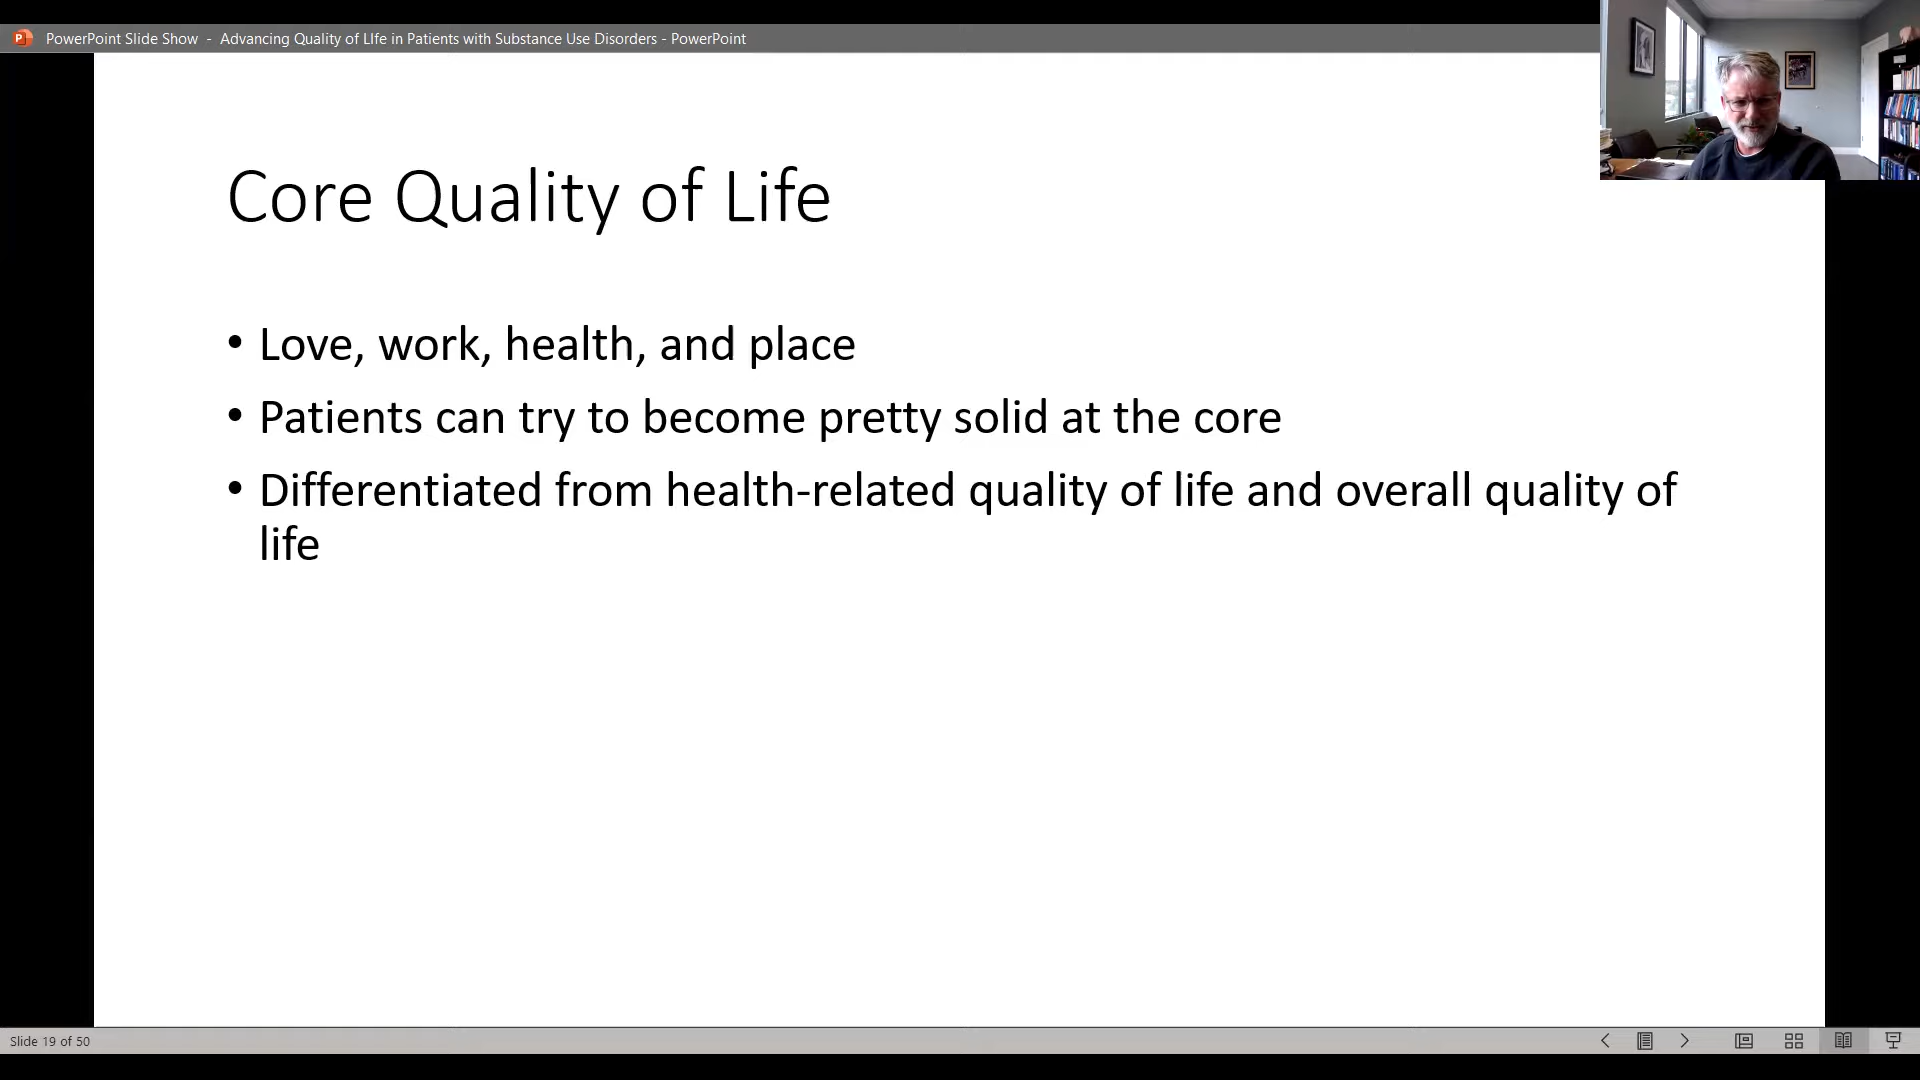 PowerPoint Slide Show - Advancing Quality of LIfe in Patients with Substance Use Disorders - PowerPoint
Core Quality of Life
• Love, work, health, and place
• Patients can try to become pretty solid at the core
• Differentiated from health-related quality of life and overall quality of
life
Slide 19 of 50